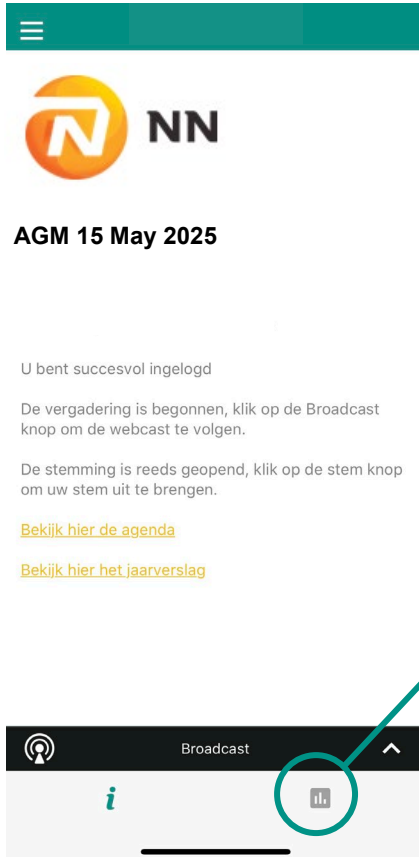 NN
AGM 15 May 2025
U bent succesvol ingelogd
De vergadering is begonnen, klik op de Broadcast
knop om de webcast te volgen.
De stemming is reeds geopend, klik op de stem knop
om uw stem uit te brengen.
Bekijk hier de agenda
Bekijk hier het jaarverslag
Broadcast
i